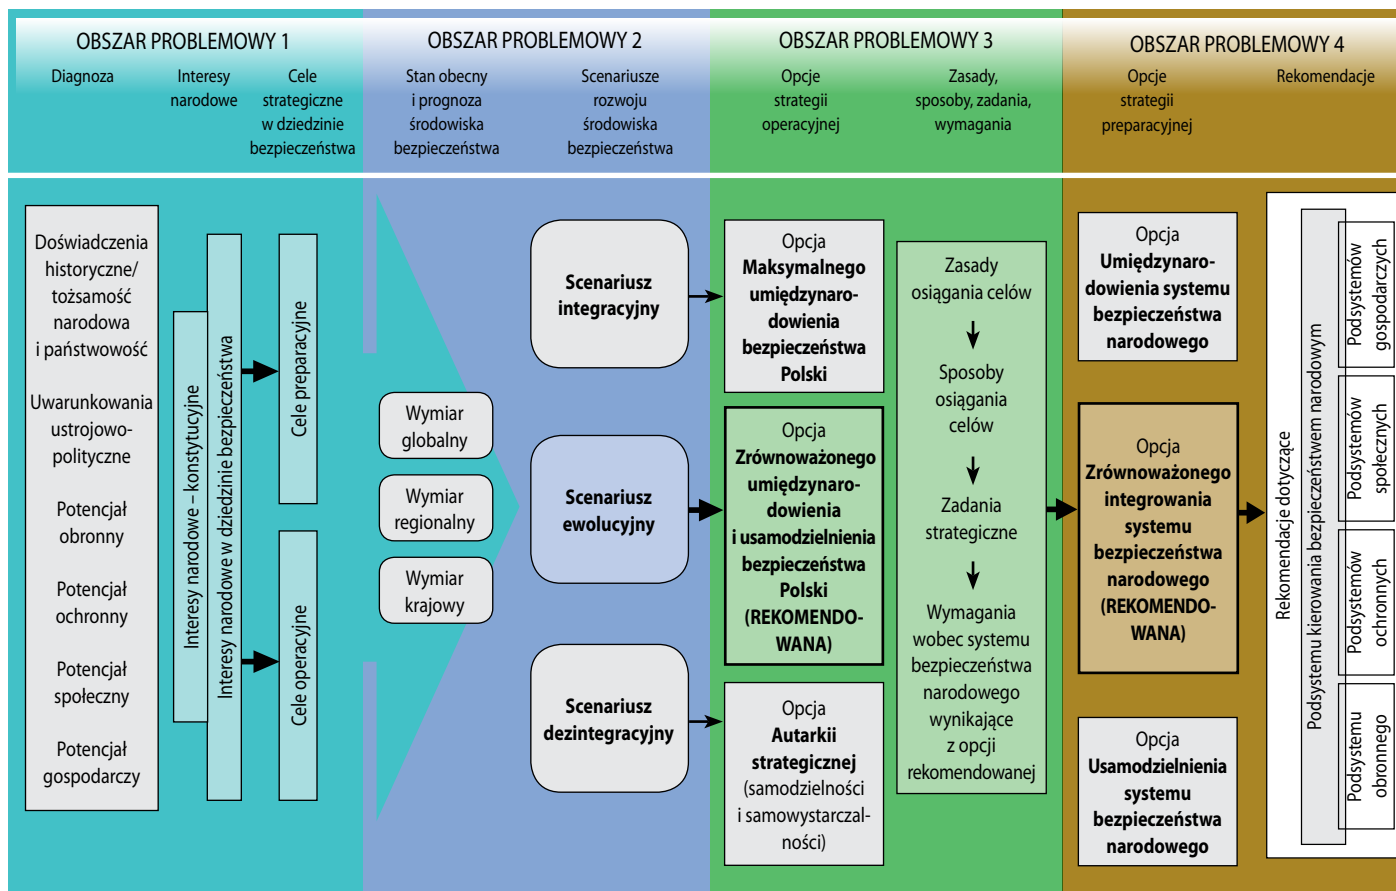 OBSZAR PROBLEMOWY 1
Diagnoza
Interesy
narodowe
Cele
strategiczne
w dziedzinie
bezpieczeństwa
OBSZAR PROBLEMOWY 2
Stan obecny
i prognoza
środowiska
bezpieczeństwa
Scenariusze
rozwoju
środowiska
bezpieczeństwa
OBSZAR PROBLEMOWY 3
Opcje
strategii
operacyjnej
Zasady,
sposoby, zadania,
wymagania
OBSZAR PROBLEMOWY 4
Opcje
strategii
preparacyjnej
Rekomendacje
Doświadczenia
historyczne/
tożsamość
narodowa
i państwowość
Uwarunkowania
ustrojowo-
polityczne
Potencjał
obronny
Potencjał
ochronny
Potencjał
społeczny
Potencjał
gospodarczy
Interesy narodowe – konstytucyjne
Interesy narodowe w dziedzinie bezpieczeństwa
Cele preparacyjne
Cele operacyjne
Wymiar
globalny
Wymiar
regionalny
Wymiar
krajowy
Scenariusz
integracyjny
Scenariusz
ewolucyjny
Scenariusz
dezintegracyjny
Opcja
Maksymalnego
umiędzynaro-
dowienia
bezpieczeństwa
Polski
Opcja
Zrównoważonego
umiędzynaro-
dowienia
i usamodzielnienia
bezpieczeństwa
Polski
(REKOMENDO-
WANA)
Opcja
Autarkii
strategicznej
(samodzielności
i samowystarczal-
ności)
Zasady
osiągania celów
Sposoby
osiągania
celów
Zadania
strategiczne
Wymagania
wobec systemu
bezpieczeństwa
narodowego
wynikające
z opcji
rekomendowanej
Opcja
Umiędzynaro-
dowienia systemu
bezpieczeństwa
narodowego
Opcja
Zrównoważonego
integrowania
systemu
bezpieczeństwa
narodowego
(REKOMENDO-
WANA)
Opcja
Usamodzielnienia
systemu
bezpieczeństwa
narodowego
Rekomendacje dotyczące
Podsystemu kierowania bezpieczeństwem narodowym
Podsystemów
gospodarczych
Podsystemów
społecznych
Podsystemów
ochronnych
Podsystemu
obronnego